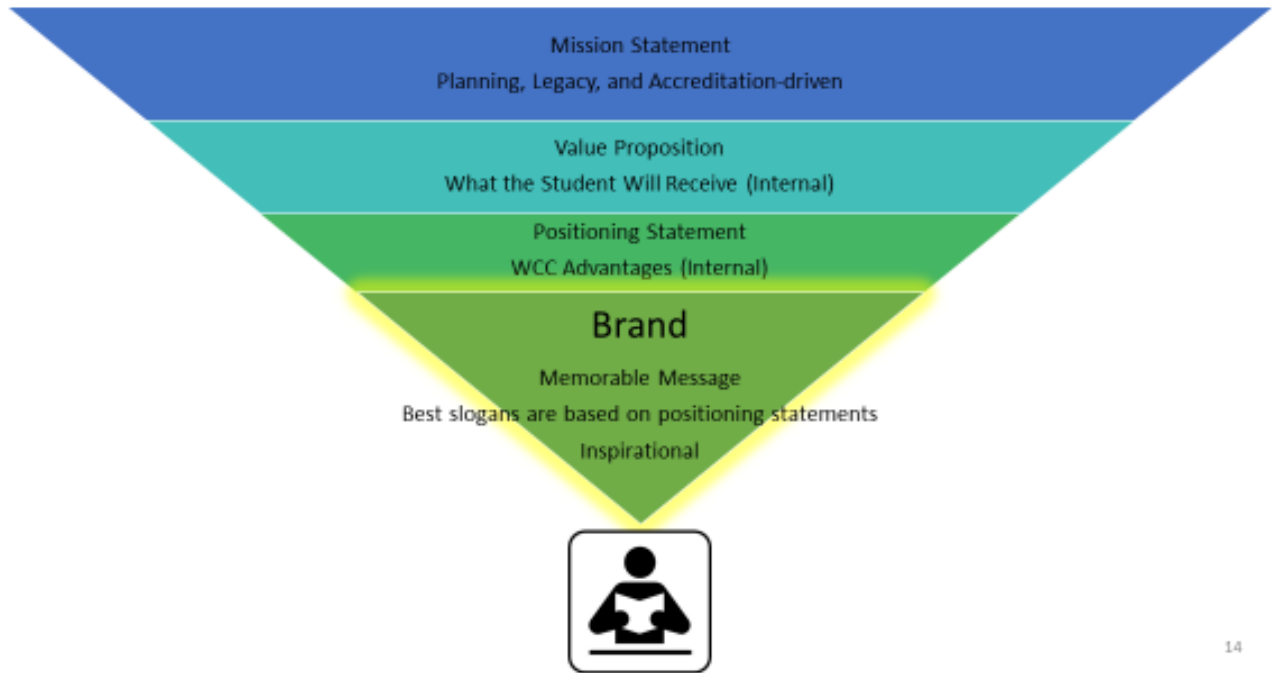 Mission Statement
Planning, Legacy, and Accreditation-driven
Value Proposition
What the Student Will Receive (Internal)
Positioning Statement
WCC Advantages (Internal)
Brand
Memorable Message
Best slogans are based on positioning statements
Inspirational
14